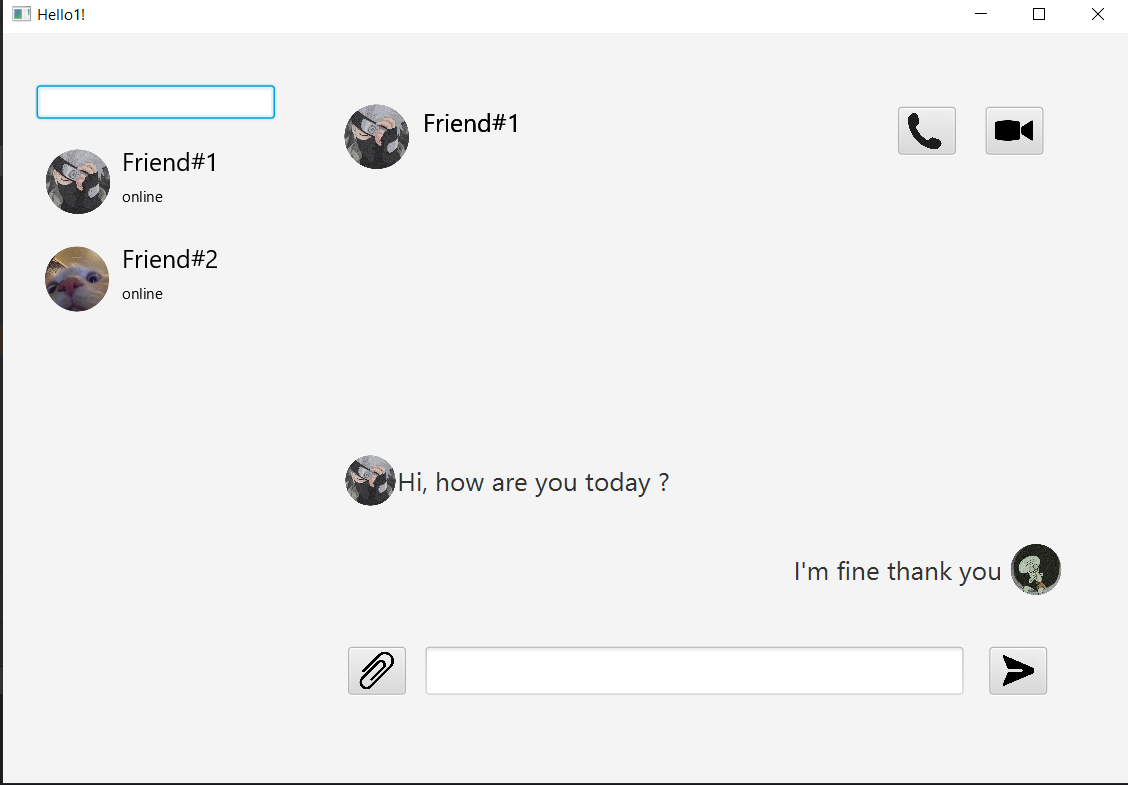 Hello1!
Friend#1
online
Friend#2
online
Friend#1
Hi, how are you today ?
I'm fine thank you